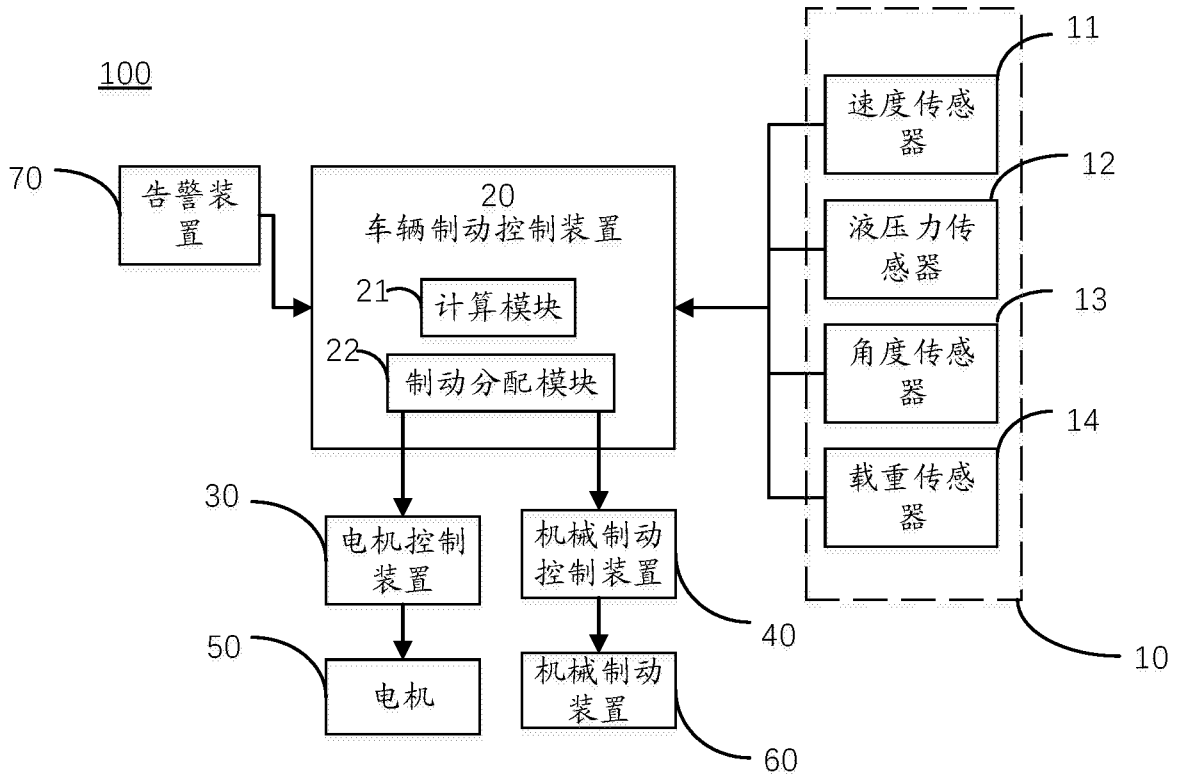 100
11
速度传感
器
12
液压力传
感器
13
角度传感
器
14
载重传感
器
10
70
告警装
置
20
车辆制动控制装置
21
计算模块
22
制动分配模块
30
电机控制
装置
机械制动
控制装置
40
50
电机
机械制动
装置
60